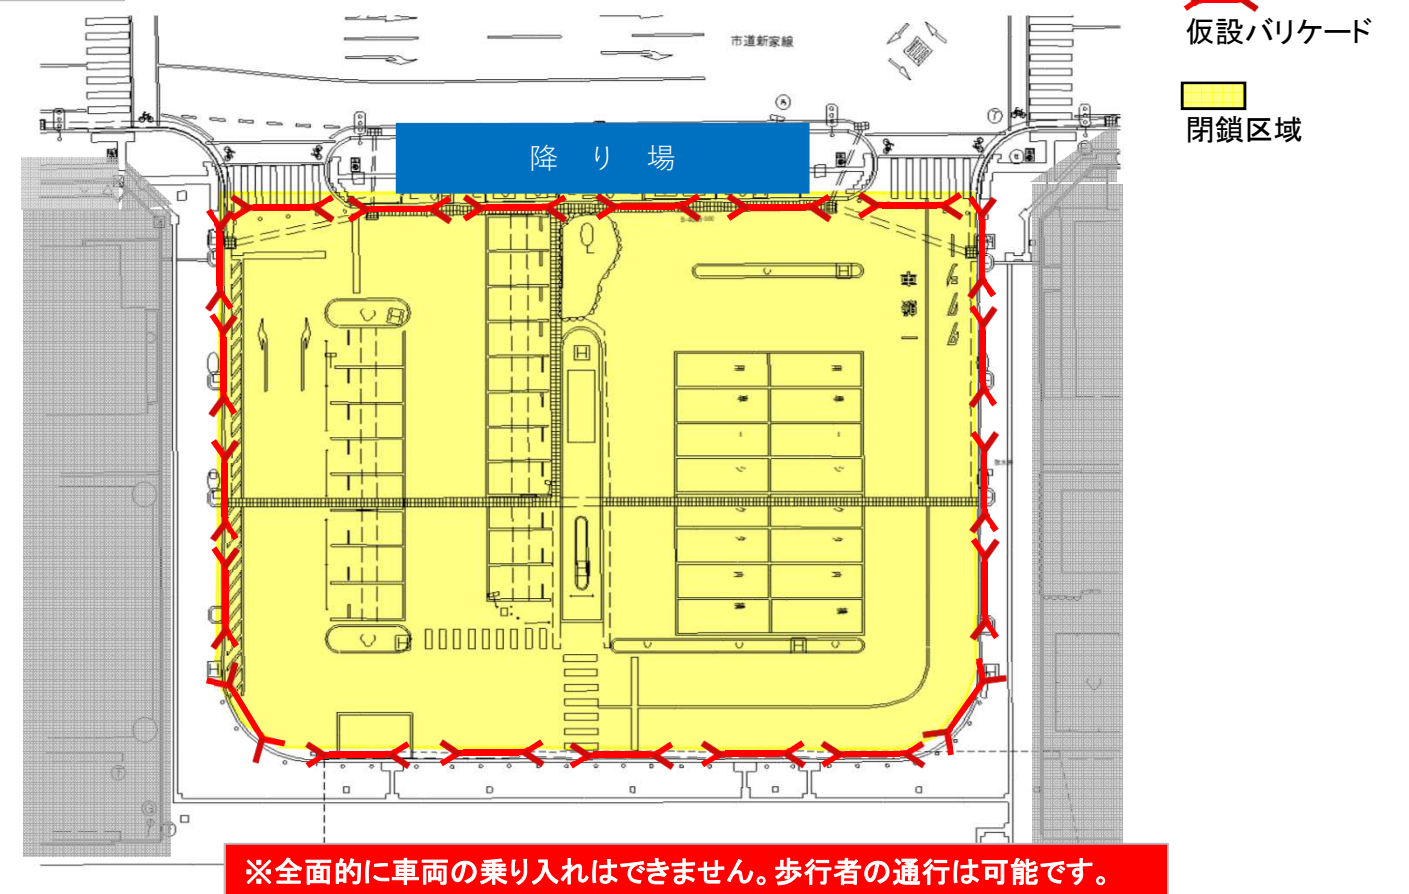 仮設バリケード
市道新家線
閉鎖区域
降り場
※全面的に車両の乗り入れはできません。歩行者の通行は可能です。